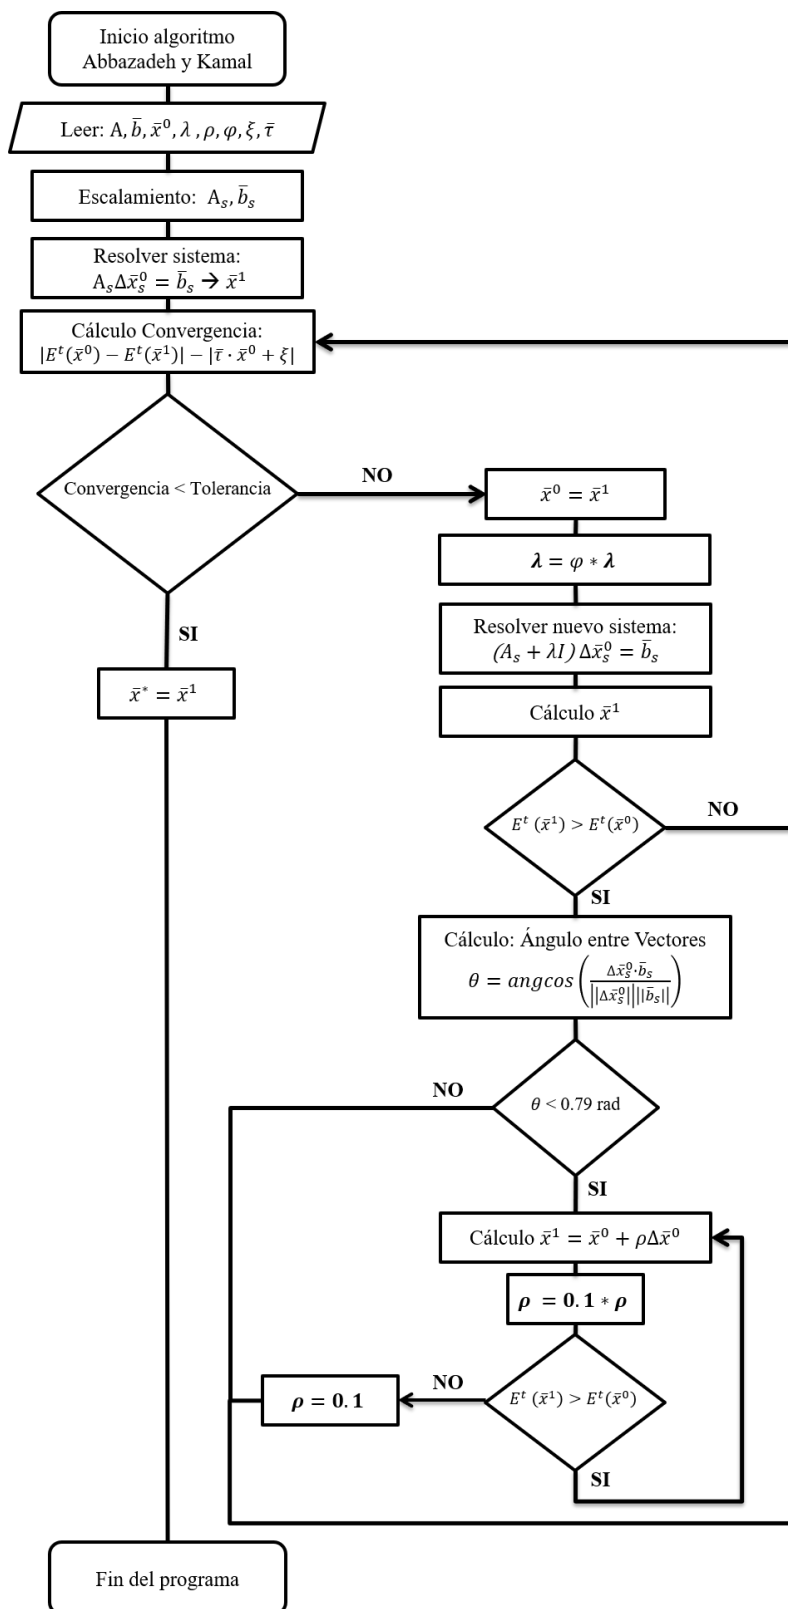 Inicio algoritmo
Abbazadeh y Kamal
Leer: A, b̄, x̄⁰, λ , ρ, φ, ξ, τ̄
Escalamiento: Aₛ, b̄ₛ
Resolver sistema:
AₛΔx̄ₛ⁰ = b̄ₛ → x̄¹
Cálculo Convergencia:
|Eᵗ(x̄⁰) − Eᵗ(x̄¹)| − |τ̄ · x̄⁰ + ξ|
Convergencia < Tolerancia
NO
SI
x̄* = x̄¹
x̄⁰ = x̄¹
λ = φ * λ
Resolver nuevo sistema:
(Aₛ + λI) Δx̄ₛ⁰ = b̄ₛ
Cálculo x̄¹
Eᵗ (x̄¹) > Eᵗ(x̄⁰)
NO
SI
Cálculo: Ángulo entre Vectores
θ = angcos(Δx̄ₛ⁰·b̄ₛ / ||Δx̄ₛ⁰||||b̄ₛ||)
NO
θ < 0.79 rad
SI
Cálculo x̄¹ = x̄⁰ + ρΔx̄⁰
ρ = 0.1 * ρ
Eᵗ (x̄¹) > Eᵗ(x̄⁰)
NO
ρ = 0.1
SI
Fin del programa